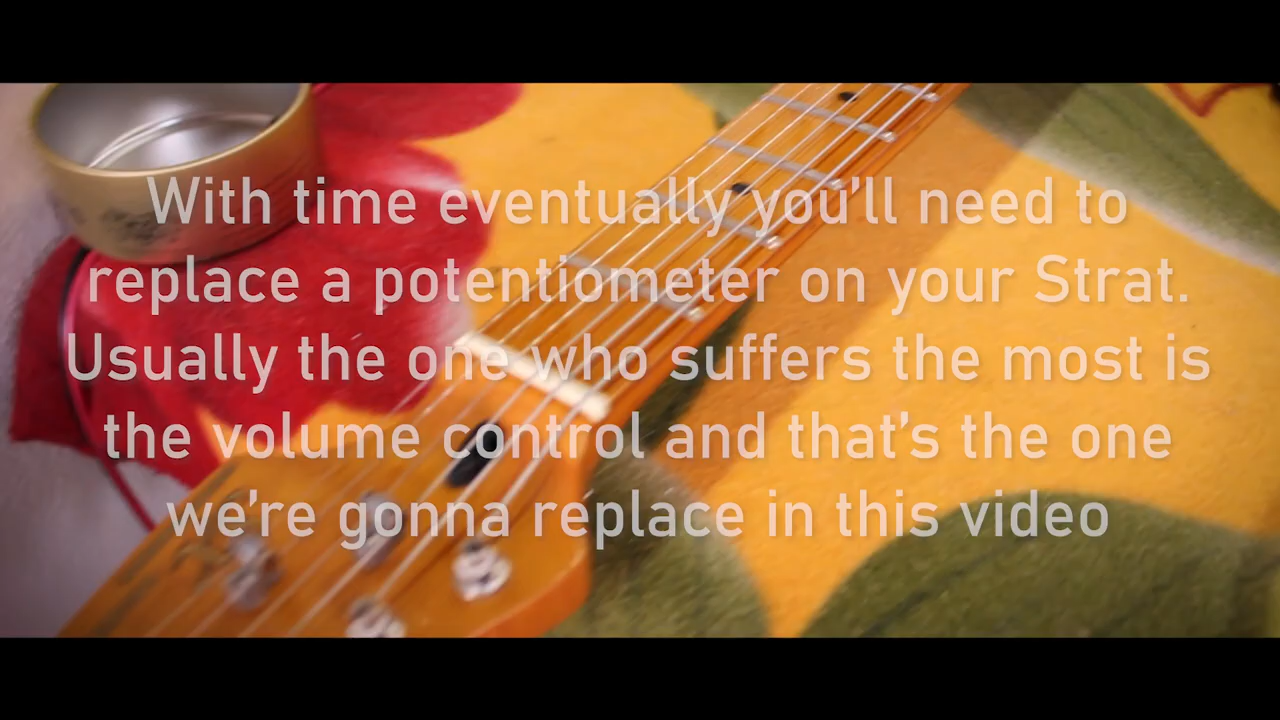 With time eventually you’ll need to
replace a potentiometer on your Strat.
Usually the one who suffers the most is
the volume control and that’s the one
we’re gonna replace in this video